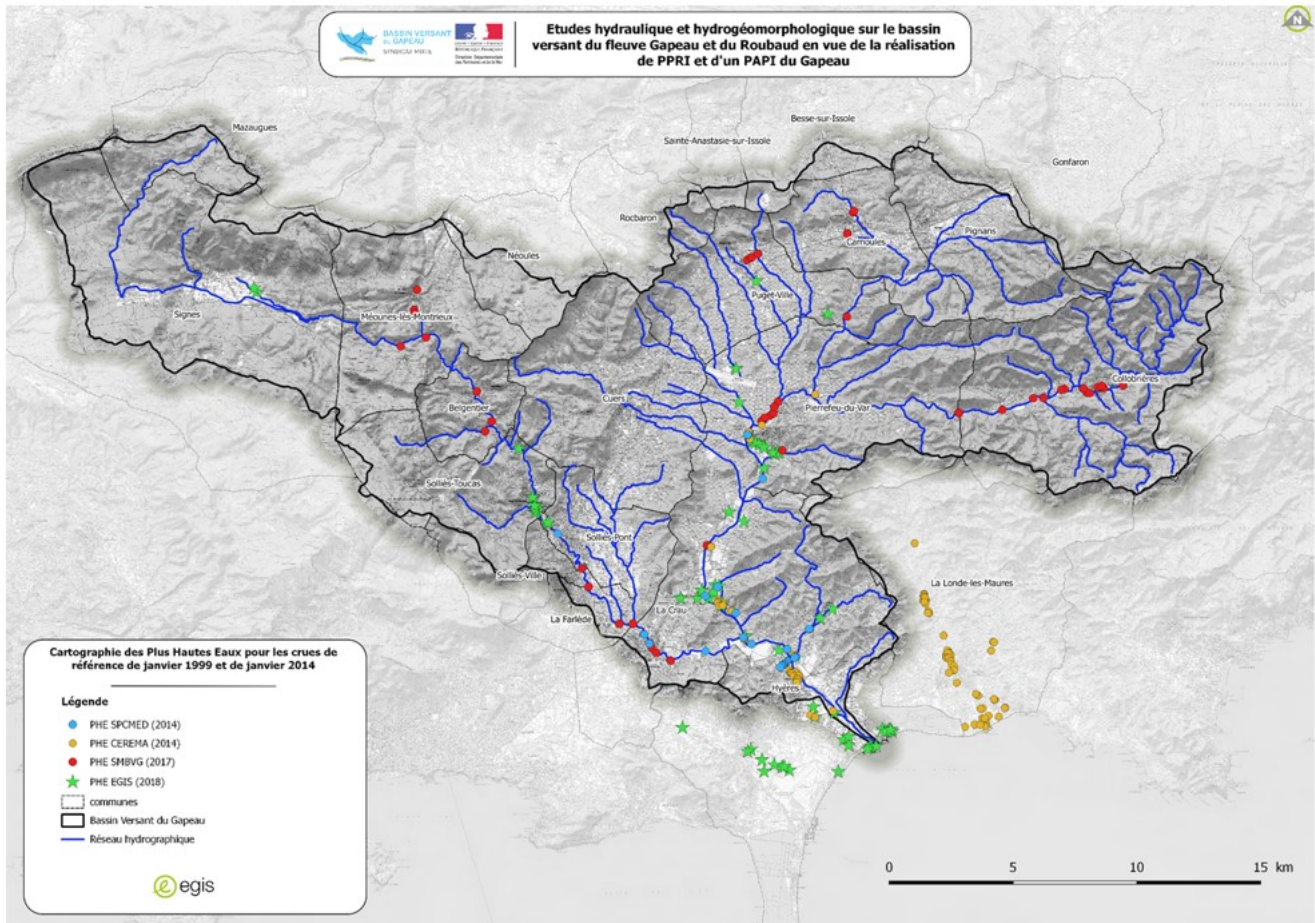 BASSIN VERSANT
DU GAPEAU
SYNDICAT MIXTE
Etudes hydraulique et hydrogéomorphologique sur le bassin
versant du fleuve Gapeau et du Roubaud en vue de la réalisation
de PPRI et d'un PAPI du Gapeau
N
Mazaugues
Besse-sur-Issole
Sainte-Anastasie-sur-Issole
Gonfaron
Rocbaron
Pignans
Carnoules
Néoules
Puget-Ville
Signes
Méounes-lès-Montrieux
Collobrières
Cuers
Belgentier
Pierrefeu-du-Var
Solliès-Toucas
Solliès-Pont
Solliès-Ville
La Londe-les-Maures
La Crau
La Farlède
Hyères
Cartographie des Plus Hautes Eaux pour les crues de
référence de janvier 1999 et de janvier 2014
Légende
PHE SPCMED (2014)
PHE CEREMA (2014)
PHE SMBVG (2017)
PHE EGIS (2018)
communes
Bassin Versant du Gapeau
Réseau hydrographique
egis
0 5 10 15 km